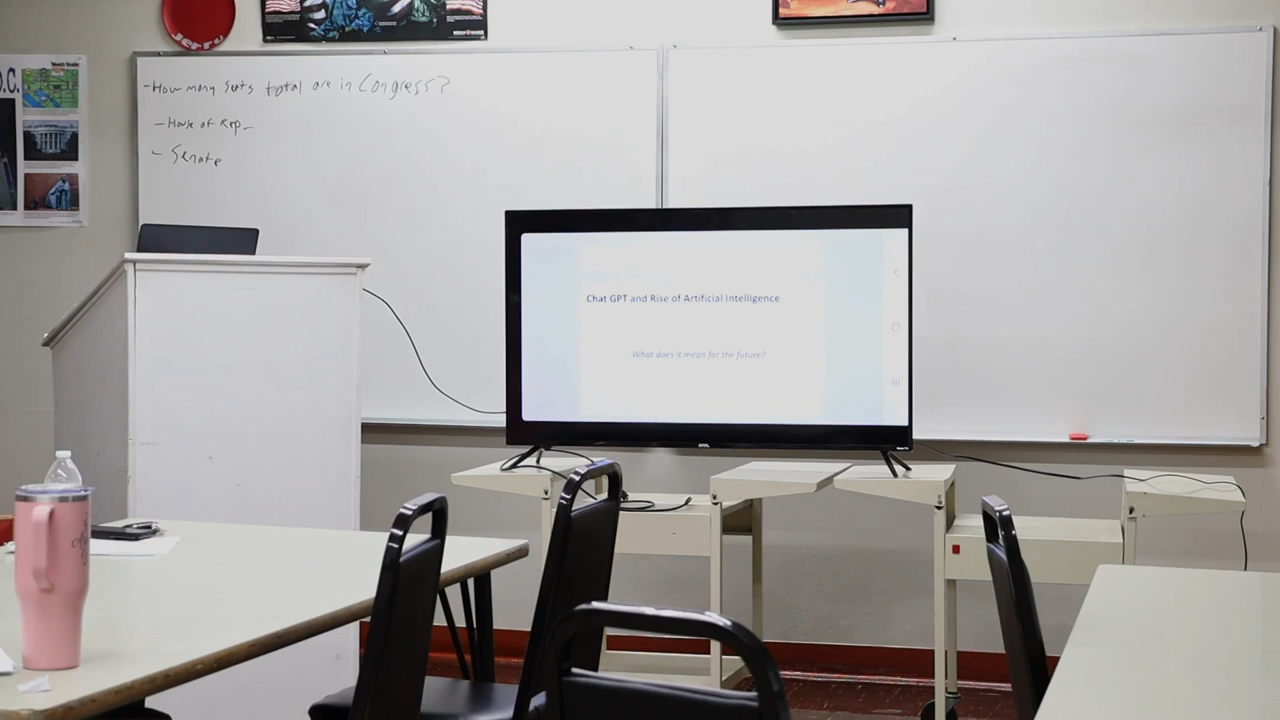 Jerry
D.C.
-How many seats total are in Congress?
-House of Rep-
- Senate
Chat GPT and Rise of Artificial Intelligence
What does it mean for the future?